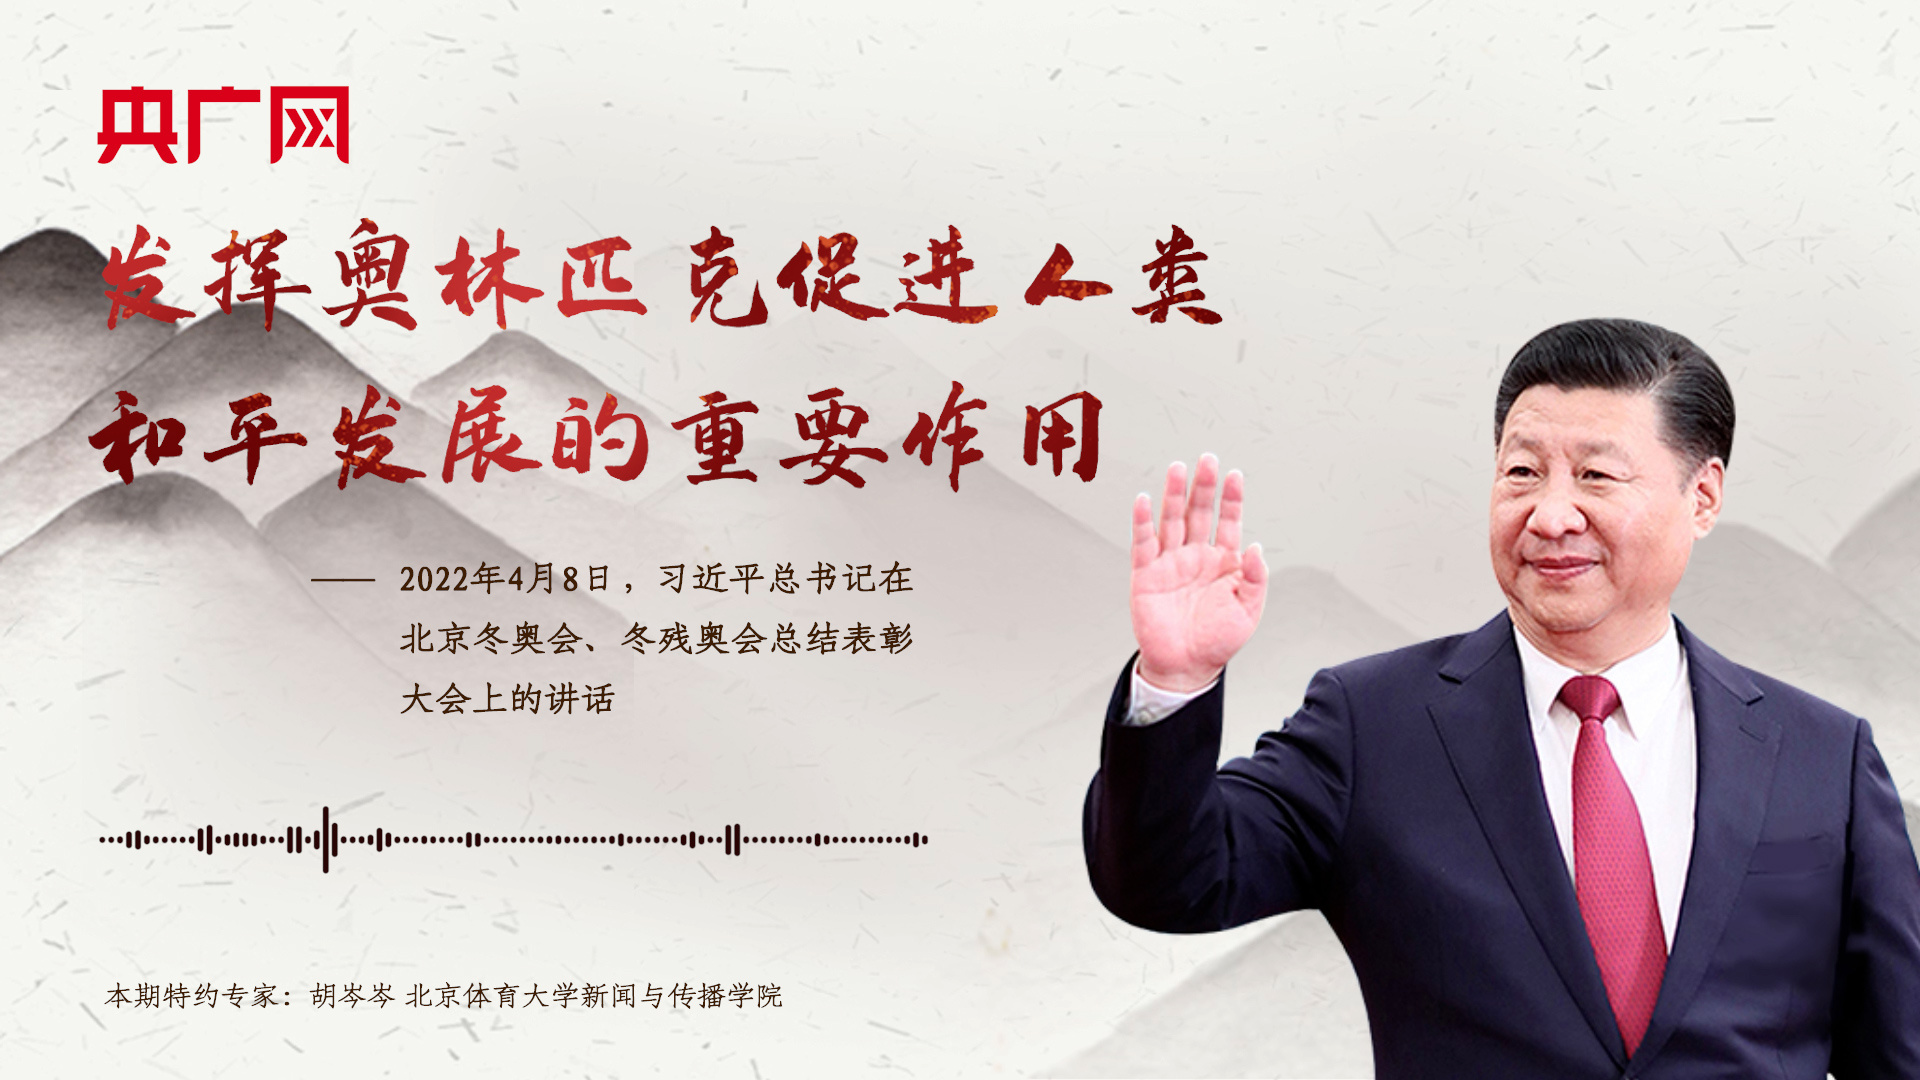 央广网
发挥奥林匹克促进人类
和平发展的重要作用
—— 2022年4月8日，习近平总书记在
北京冬奥会、冬残奥会总结表彰
大会上的讲话
本期特约专家：胡岑岑 北京体育大学新闻与传播学院